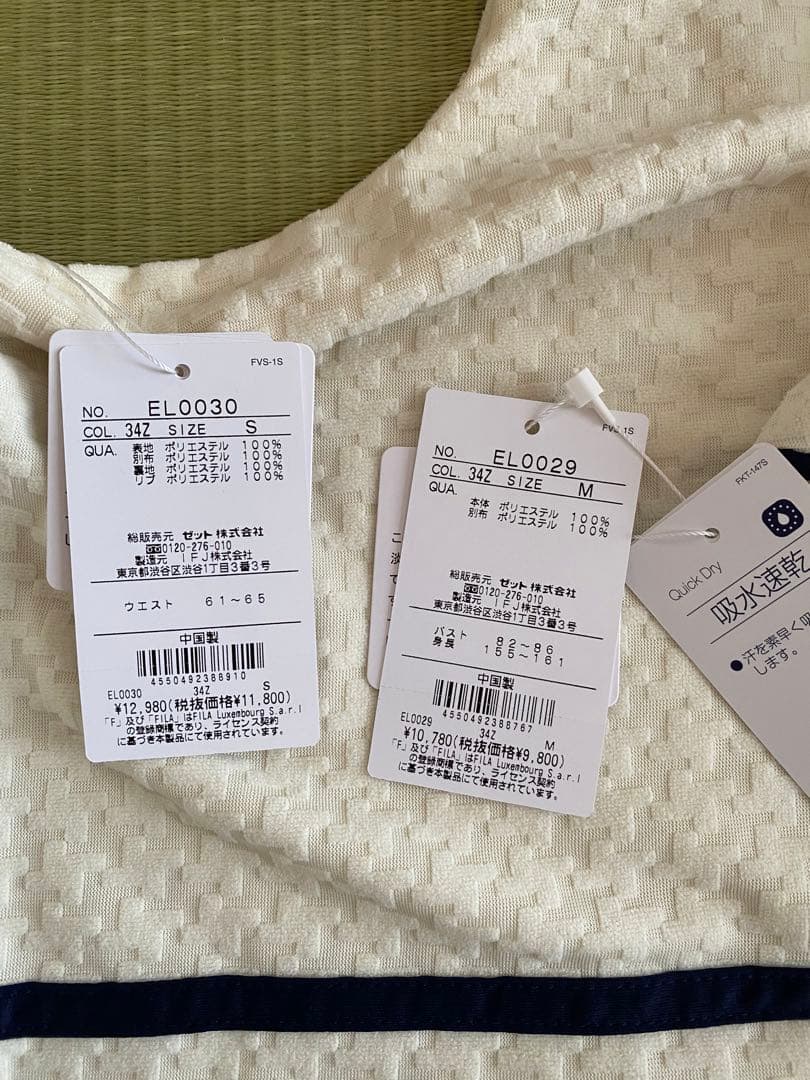 FVS-1S
NO. EL0030
COL. 34Z SIZE S
QUA. 表地 ポリエステル 100%
別布 ポリエステル 100%
裏地 ポリエステル 100%
リブ ポリエステル 100%
総販売元 ゼット株式会社
0120-276-010
製造元 IFJ株式会社
東京都渋谷区渋谷1丁目3番3号
ウエスト 61～65
中国製
4550492388910
EL0030 34Z S
¥12,980(税抜価格¥11,800)
「F」及び「FILA」はFILA Luxembourg S.a.r.l
の登録商標であり、ライセンス契約
に基づき本製品にて使用されています。
FVS-1S
NO. EL0029
COL. 34Z SIZE M
QUA. 本体 ポリエステル 100%
別布 ポリエステル 100%
総販売元 ゼット株式会社
0120-276-010
製造元 IFJ株式会社
東京都渋谷区渋谷1丁目3番3号
バスト 82～86
身長 155～161
中国製
4550492388767
EL0029 34Z M
¥10,780(税抜価格¥9,800)
「F」及び「FILA」はFILA Luxembourg S.a.r.l
の登録商標であり、ライセンス契約
に基づき本製品にて使用されています。
FKT-147S
Quick Dry
吸水速乾
●汗を素早く吸
します。